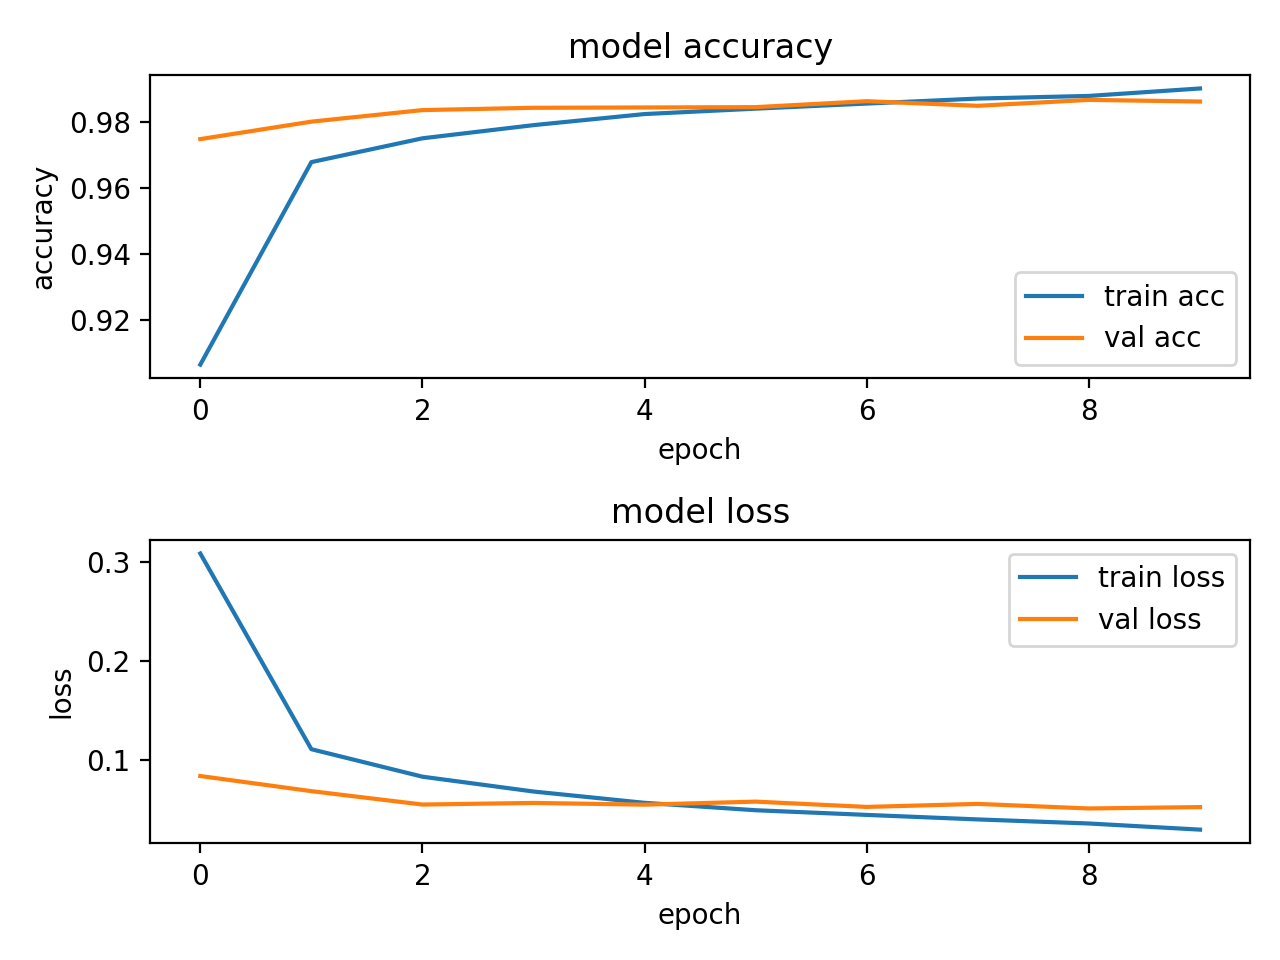 model accuracy
accuracy
0.98
0.96
0.94
0.92
train acc
val acc
0 2 4 6 8
epoch
model loss
loss
0.3
0.2
0.1
train loss
val loss
0 2 4 6 8
epoch